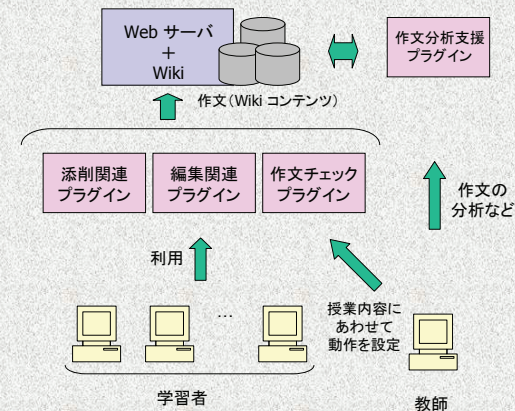 Web サーバ
+
Wiki
作文分析支援
プラグイン
作文(Wiki コンテンツ)
添削関連
プラグイン
編集関連
プラグイン
作文チェック
プラグイン
作文の
分析など
利用
…
授業内容に
あわせて
動作を設定
学習者
教師